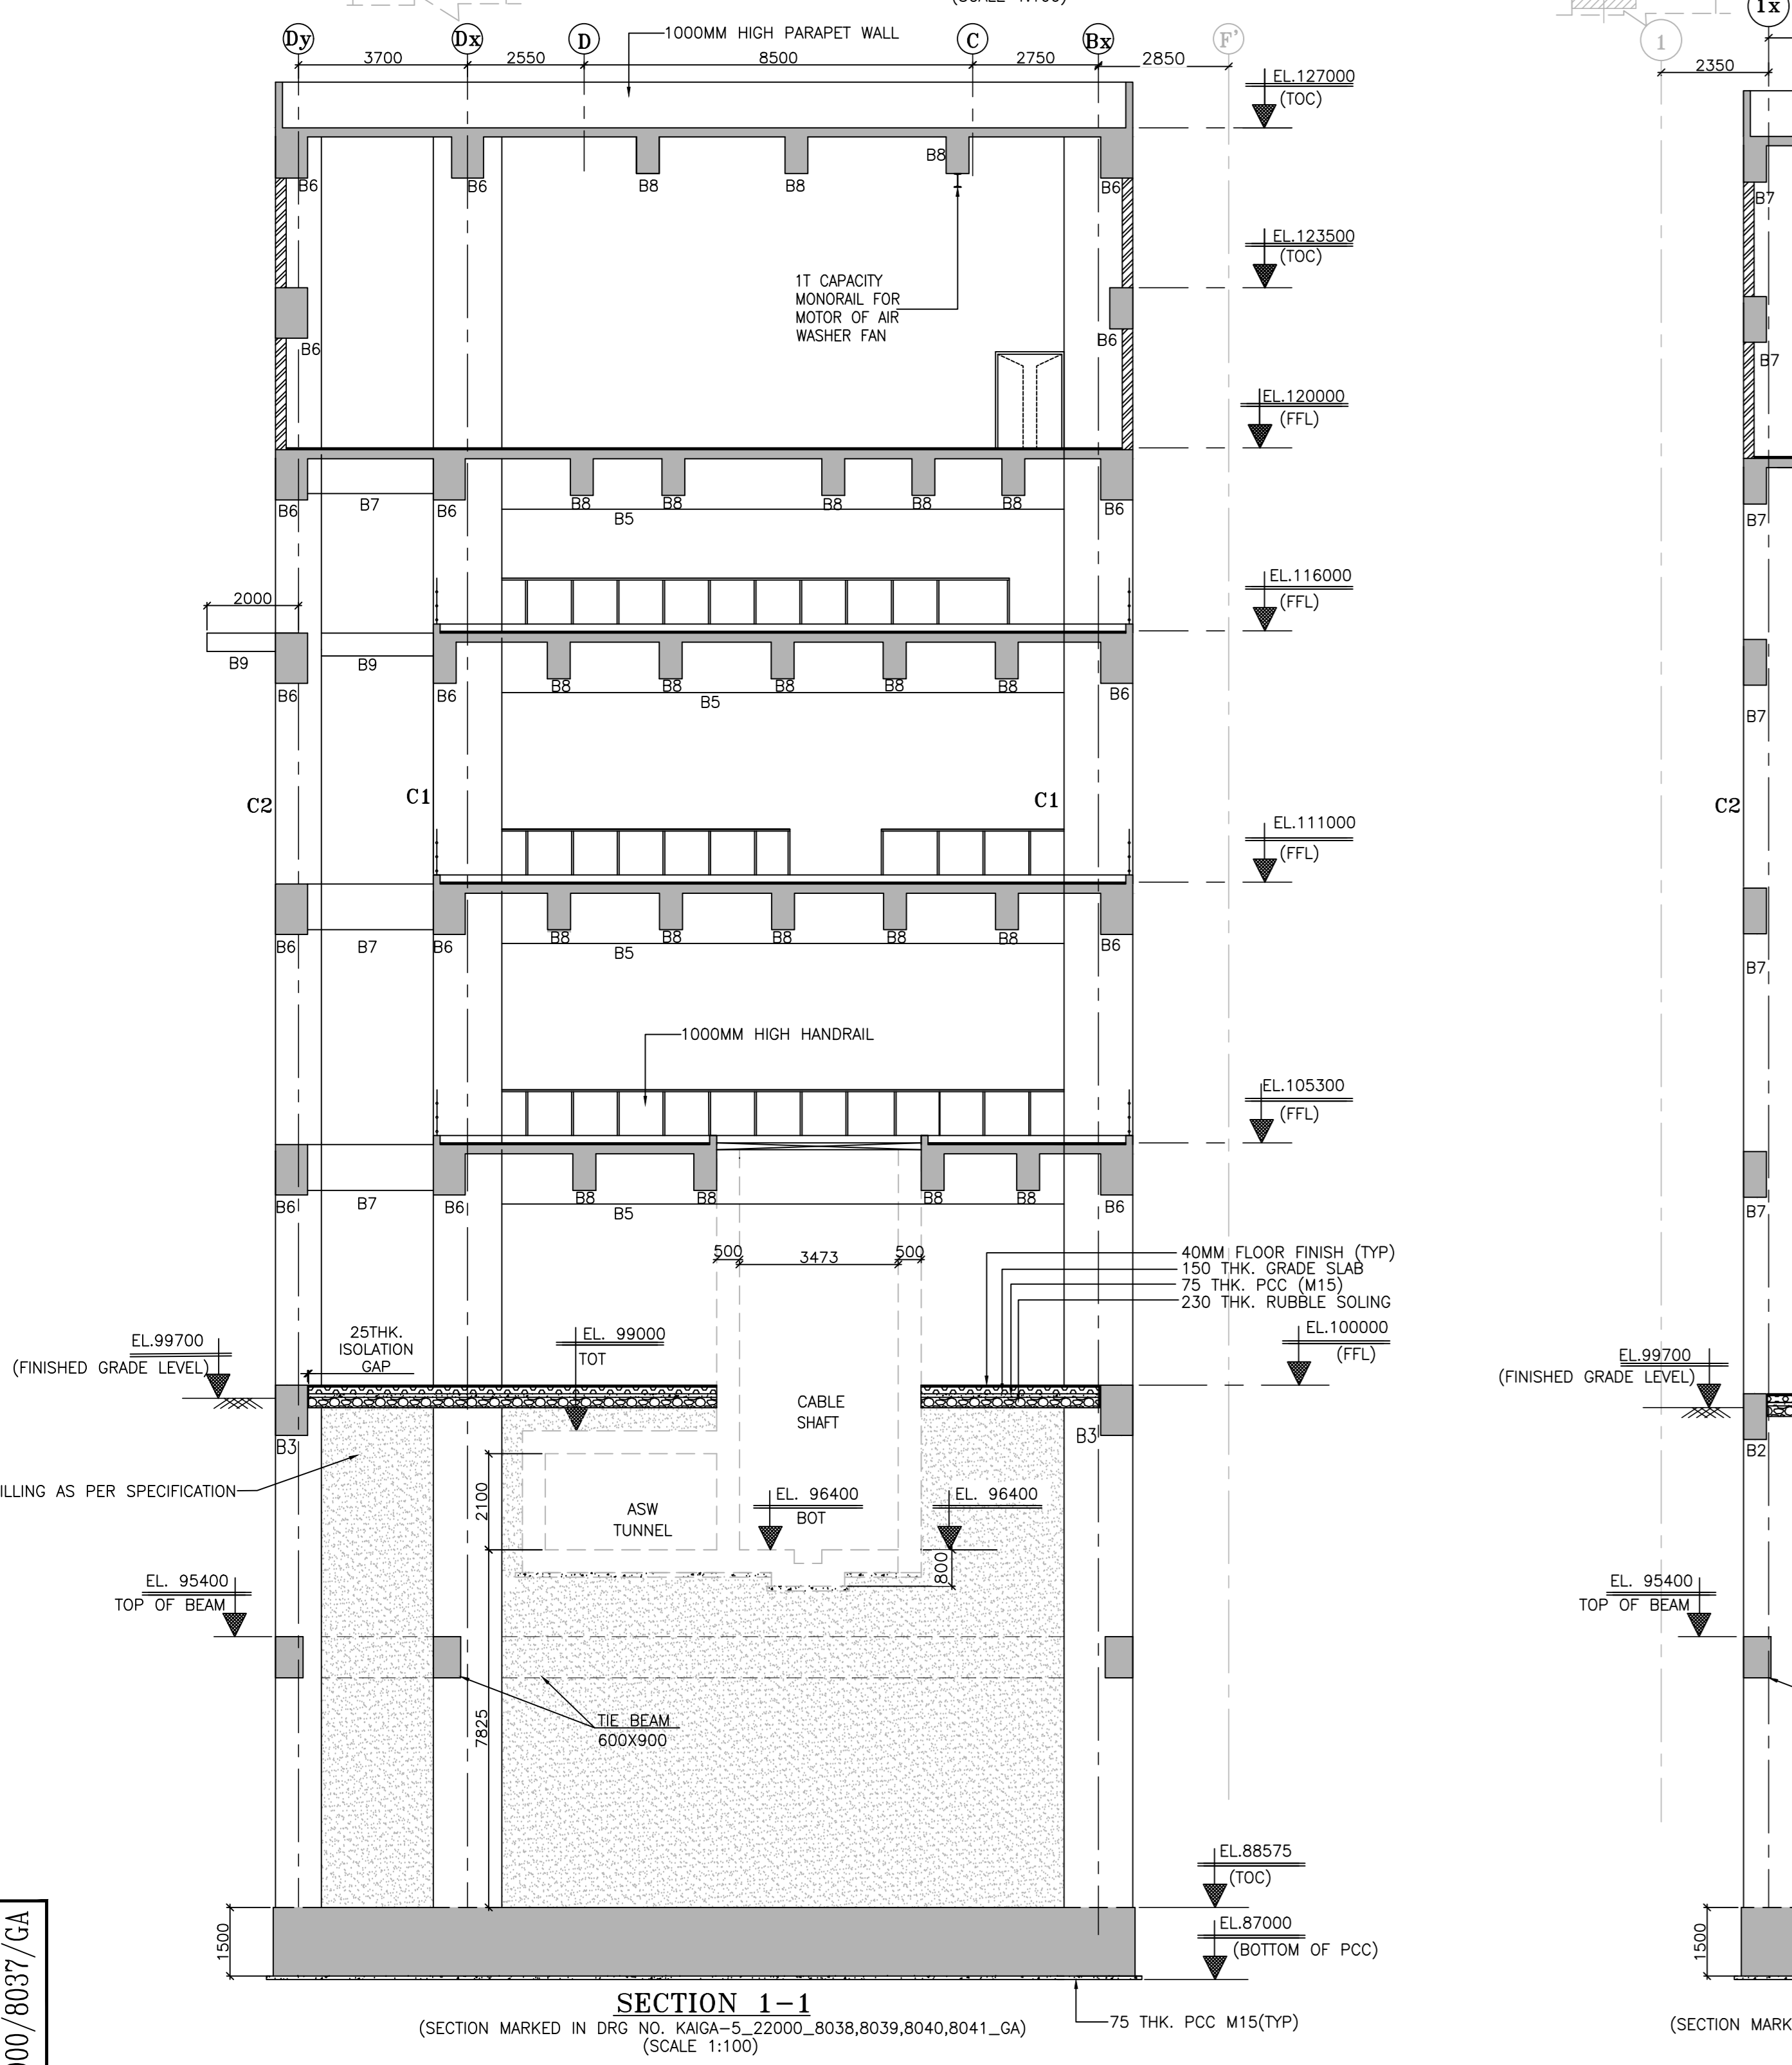 (SCALE 1:100)
Dy Dx D C Bx F'
1000MM HIGH PARAPET WALL
3700 2550 8500 2750 2850
EL.127000
(TOC)
B8
B6 B6 B8 B8 B6
EL.123500
(TOC)
1T CAPACITY
MONORAIL FOR
MOTOR OF AIR
WASHER FAN
B6 B6
EL.120000
(FFL)
B6 B7 B6 B8 B8 B8 B8 B8 B6
B5
EL.116000
(FFL)
2000
B9 B9
B6 B6 B8 B8 B8 B8 B8 B6
B5
C2 C1 C1
EL.111000
(FFL)
B6 B7 B6 B8 B8 B8 B8 B8 B6
B5
1000MM HIGH HANDRAIL
EL.105300
(FFL)
B6 B7 B6 B8 B8 B8 B8 B6
B5
500 3473 500
40MM FLOOR FINISH (TYP)
150 THK. GRADE SLAB
75 THK. PCC (M15)
230 THK. RUBBLE SOLING
EL.100000
(FFL)
EL.99700
(FINISHED GRADE LEVEL)
25THK.
ISOLATION
GAP
EL. 99000
TOT
CABLE
SHAFT
B3 B3
ILLING AS PER SPECIFICATION
2100
ASW
TUNNEL
EL. 96400
BOT
EL. 96400
800
EL. 95400
TOP OF BEAM
TIE BEAM
600X900
7825
EL.88575
(TOC)
1500
EL.87000
(BOTTOM OF PCC)
75 THK. PCC M15(TYP)
SECTION 1-1
(SECTION MARKED IN DRG NO. KAIGA-5_22000_8038,8039,8040,8041_GA)
(SCALE 1:100)
000/8037/GA
1 1x
2350
B7
B7
B7
B7
C2
B7
B7
EL.99700
(FINISHED GRADE LEVEL)
B2
EL. 95400
TOP OF BEAM
1500
(SECTION MARK